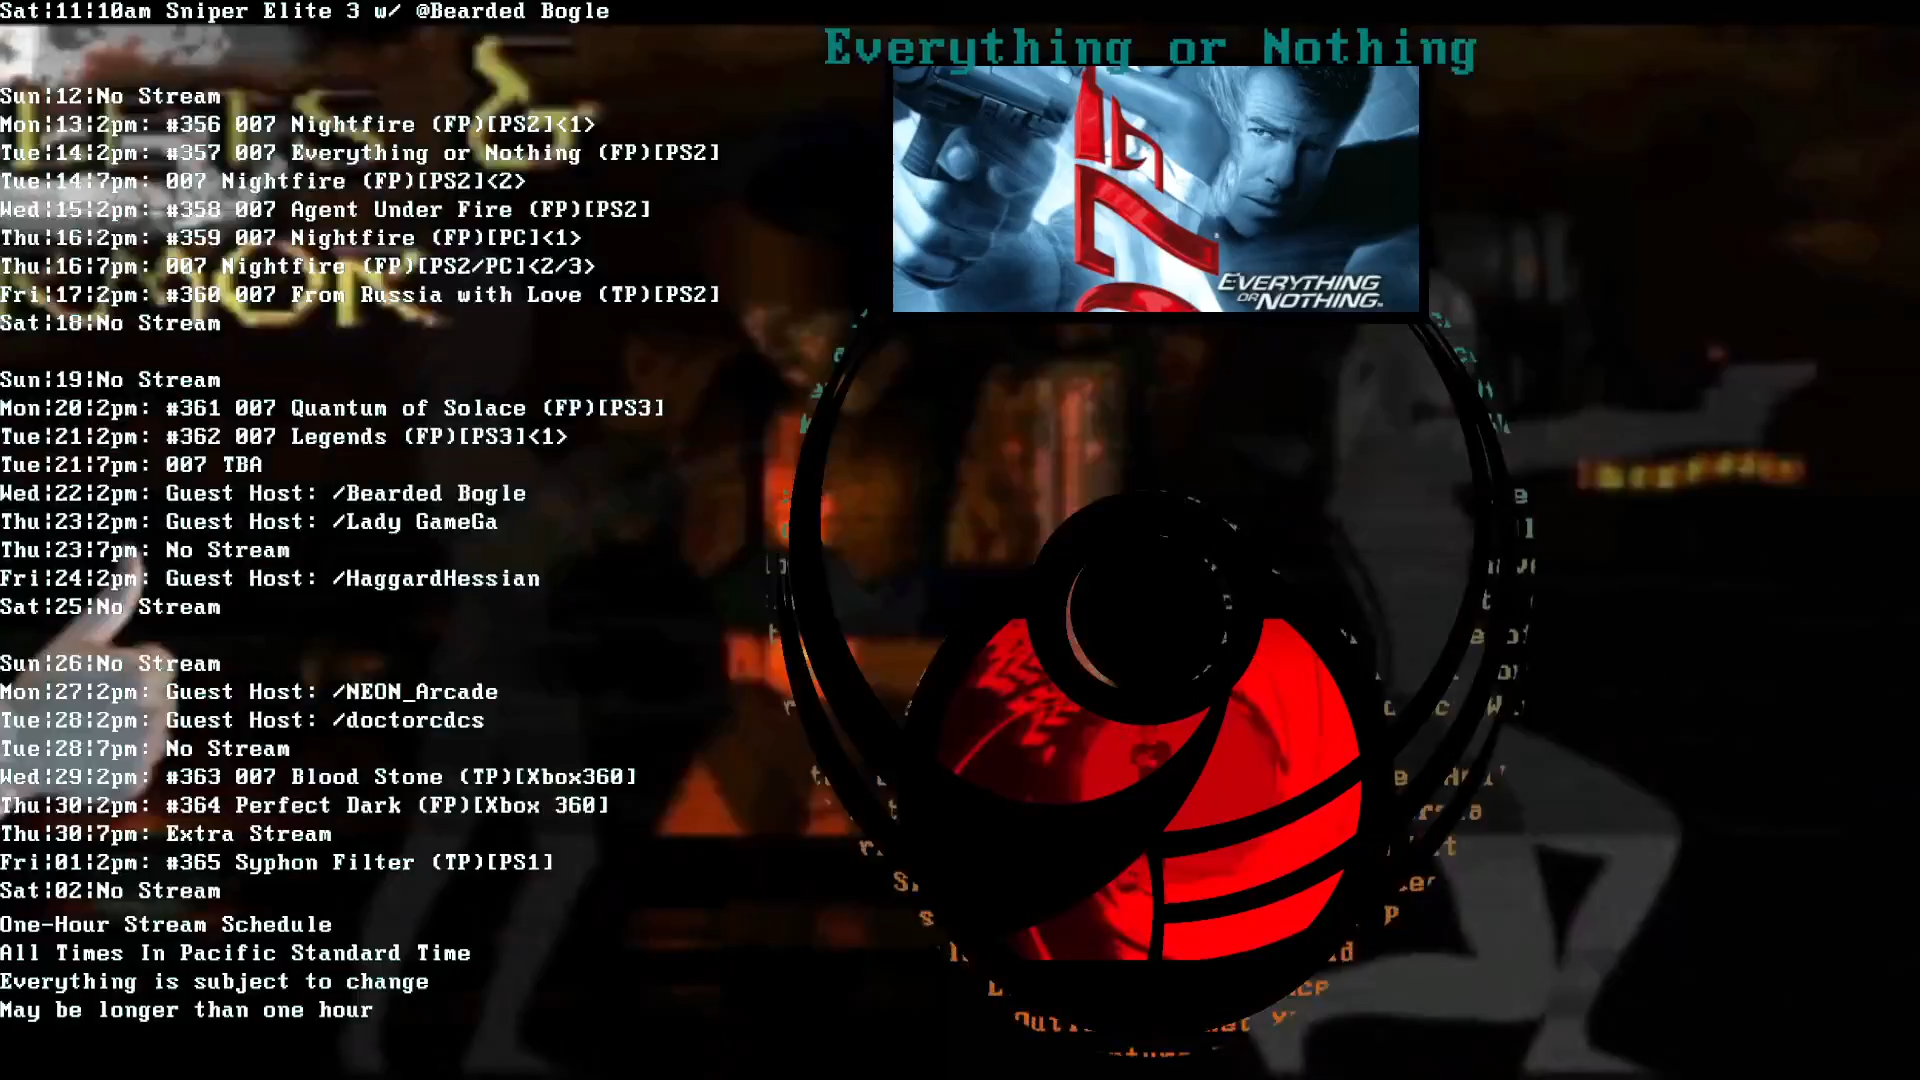 Sat|11|10am Sniper Elite 3 w/ @Bearded Bogle
Sun|12|No Stream
Mon|13|2pm: #356 007 Nightfire (FP)[PS2]<1>
Tue|14|2pm: #357 007 Everything or Nothing (FP)[PS2]
Tue|14|7pm: 007 Nightfire (FP)[PS2]<2>
Wed|15|2pm: #358 007 Agent Under Fire (FP)[PS2]
Thu|16|2pm: #359 007 Nightfire (FP)[PC]<1>
Thu|16|7pm: 007 Nightfire (FP)[PS2/PC]<2/3>
Fri|17|2pm: #360 007 From Russia with Love (TP)[PS2]
Sat|18|No Stream
Sun|19|No Stream
Mon|20|2pm: #361 007 Quantum of Solace (FP)[PS3]
Tue|21|2pm: #362 007 Legends (FP)[PS3]<1>
Tue|21|7pm: 007 TBA
Wed|22|2pm: Guest Host: /Bearded Bogle
Thu|23|2pm: Guest Host: /Lady GameGa
Thu|23|7pm: No Stream
Fri|24|2pm: Guest Host: /HaggardHessian
Sat|25|No Stream
Sun|26|No Stream
Mon|27|2pm: Guest Host: /NEON_Arcade
Tue|28|2pm: Guest Host: /doctorcdcs
Tue|28|7pm: No Stream
Wed|29|2pm: #363 007 Blood Stone (TP)[Xbox360]
Thu|30|2pm: #364 Perfect Dark (FP)[Xbox 360]
Thu|30|7pm: Extra Stream
Fri|01|2pm: #365 Syphon Filter (TP)[PS1]
Sat|02|No Stream
One-Hour Stream Schedule
All Times In Pacific Standard Time
Everything is subject to change
May be longer than one hour
Everything or Nothing
EVERYTHING
OR NOTHING